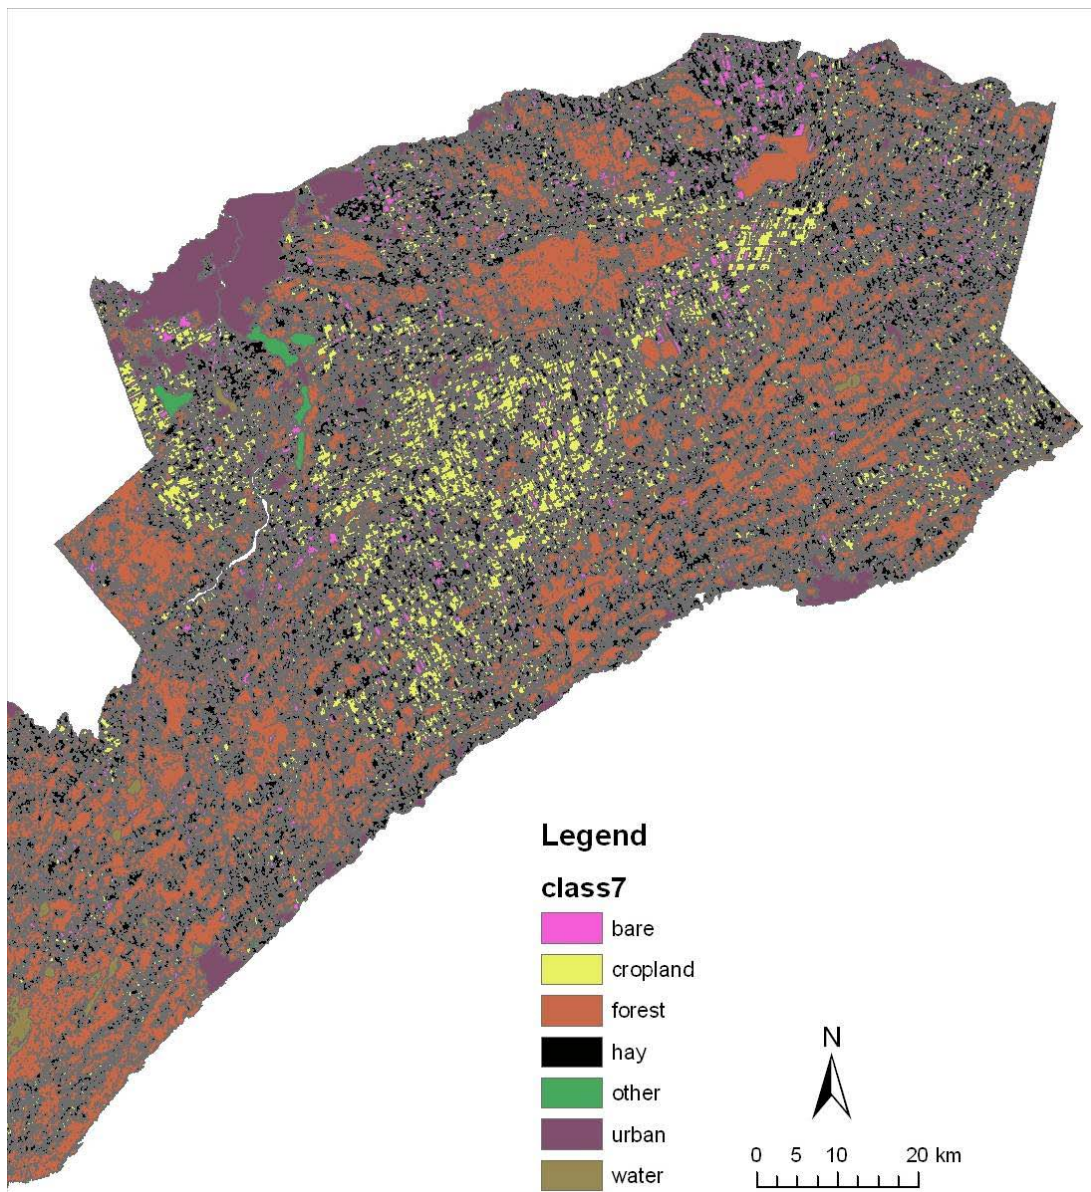 Legend
class7
bare
cropland
forest
hay
other
urban
water
N
0 5 10 20 km